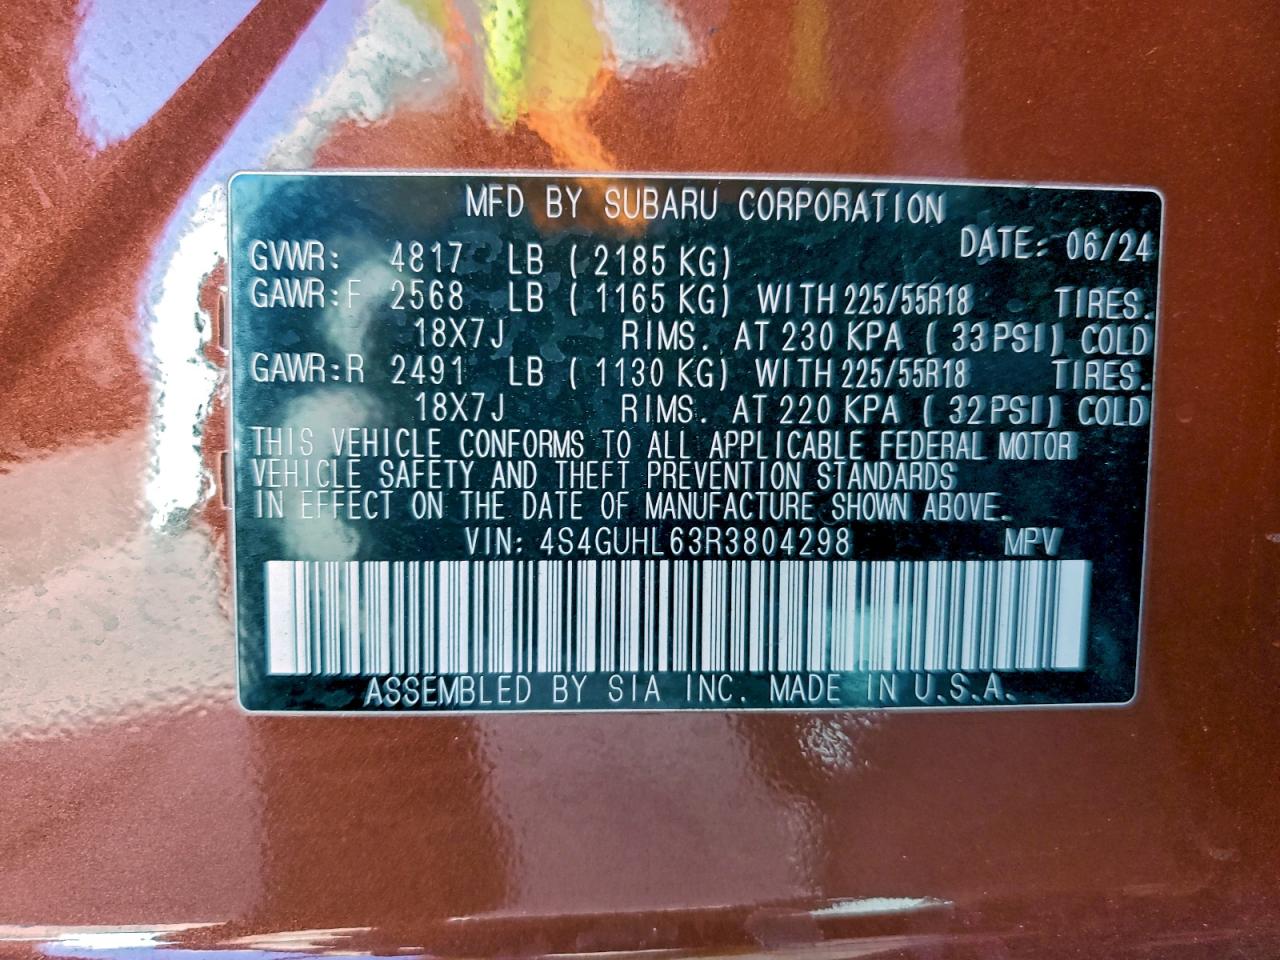 MFD BY SUBARU CORPORATION
DATE: 06/24
GVWR: 4817 LB ( 2185 KG)
GAWR:F 2568 LB ( 1165 KG) WITH 225/55R18 TIRES.
18X7J RIMS. AT 230 KPA ( 33 PSI) COLD
GAWR:R 2491 LB ( 1130 KG) WITH 225/55R18 TIRES.
18X7J RIMS. AT 220 KPA ( 32 PSI) COLD
THIS VEHICLE CONFORMS TO ALL APPLICABLE FEDERAL MOTOR
VEHICLE SAFETY AND THEFT PREVENTION STANDARDS
IN EFFECT ON THE DATE OF MANUFACTURE SHOWN ABOVE.
VIN: 4S4GUHL63R3804298 MPV
ASSEMBLED BY SIA INC. MADE IN U.S.A.